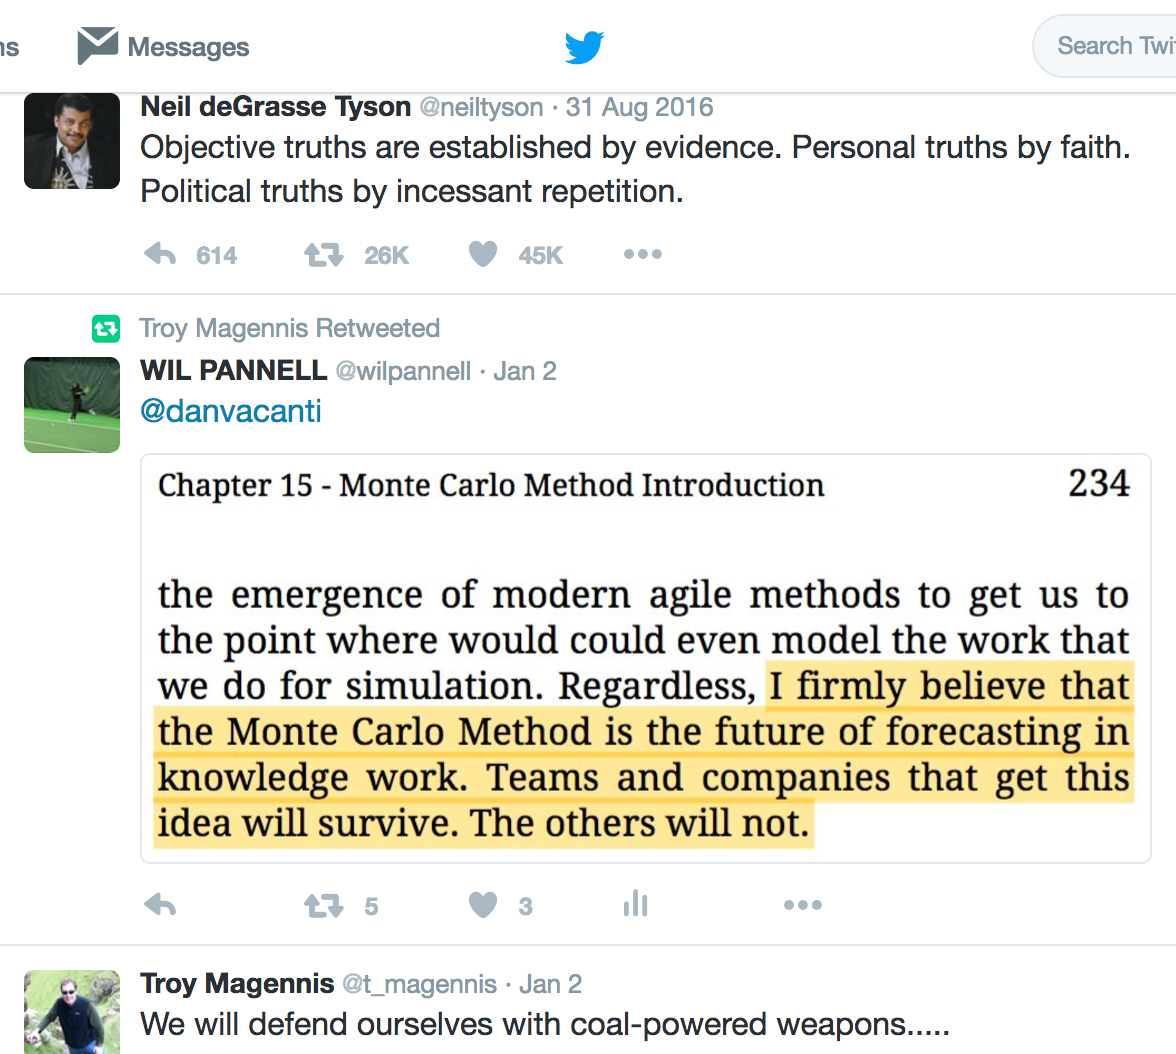 ns
Messages
Search Twi
Neil deGrasse Tyson @neiltyson · 31 Aug 2016
Objective truths are established by evidence. Personal truths by faith.
Political truths by incessant repetition.
614 26K 45K
Troy Magennis Retweeted
WIL PANNELL @wilpannell · Jan 2
@danvacanti
Chapter 15 - Monte Carlo Method Introduction 234
the emergence of modern agile methods to get us to
the point where would could even model the work that
we do for simulation. Regardless, I firmly believe that
the Monte Carlo Method is the future of forecasting in
knowledge work. Teams and companies that get this
idea will survive. The others will not.
5 3
Troy Magennis @t_magennis · Jan 2
We will defend ourselves with coal-powered weapons.....